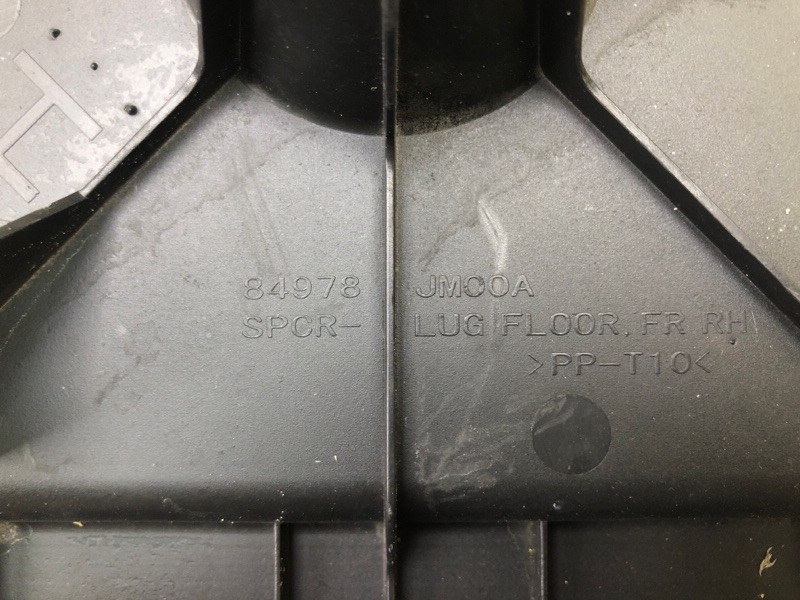 84978 JM00A
SPCR- LUG FLOOR, FR RH
>PP-T10<